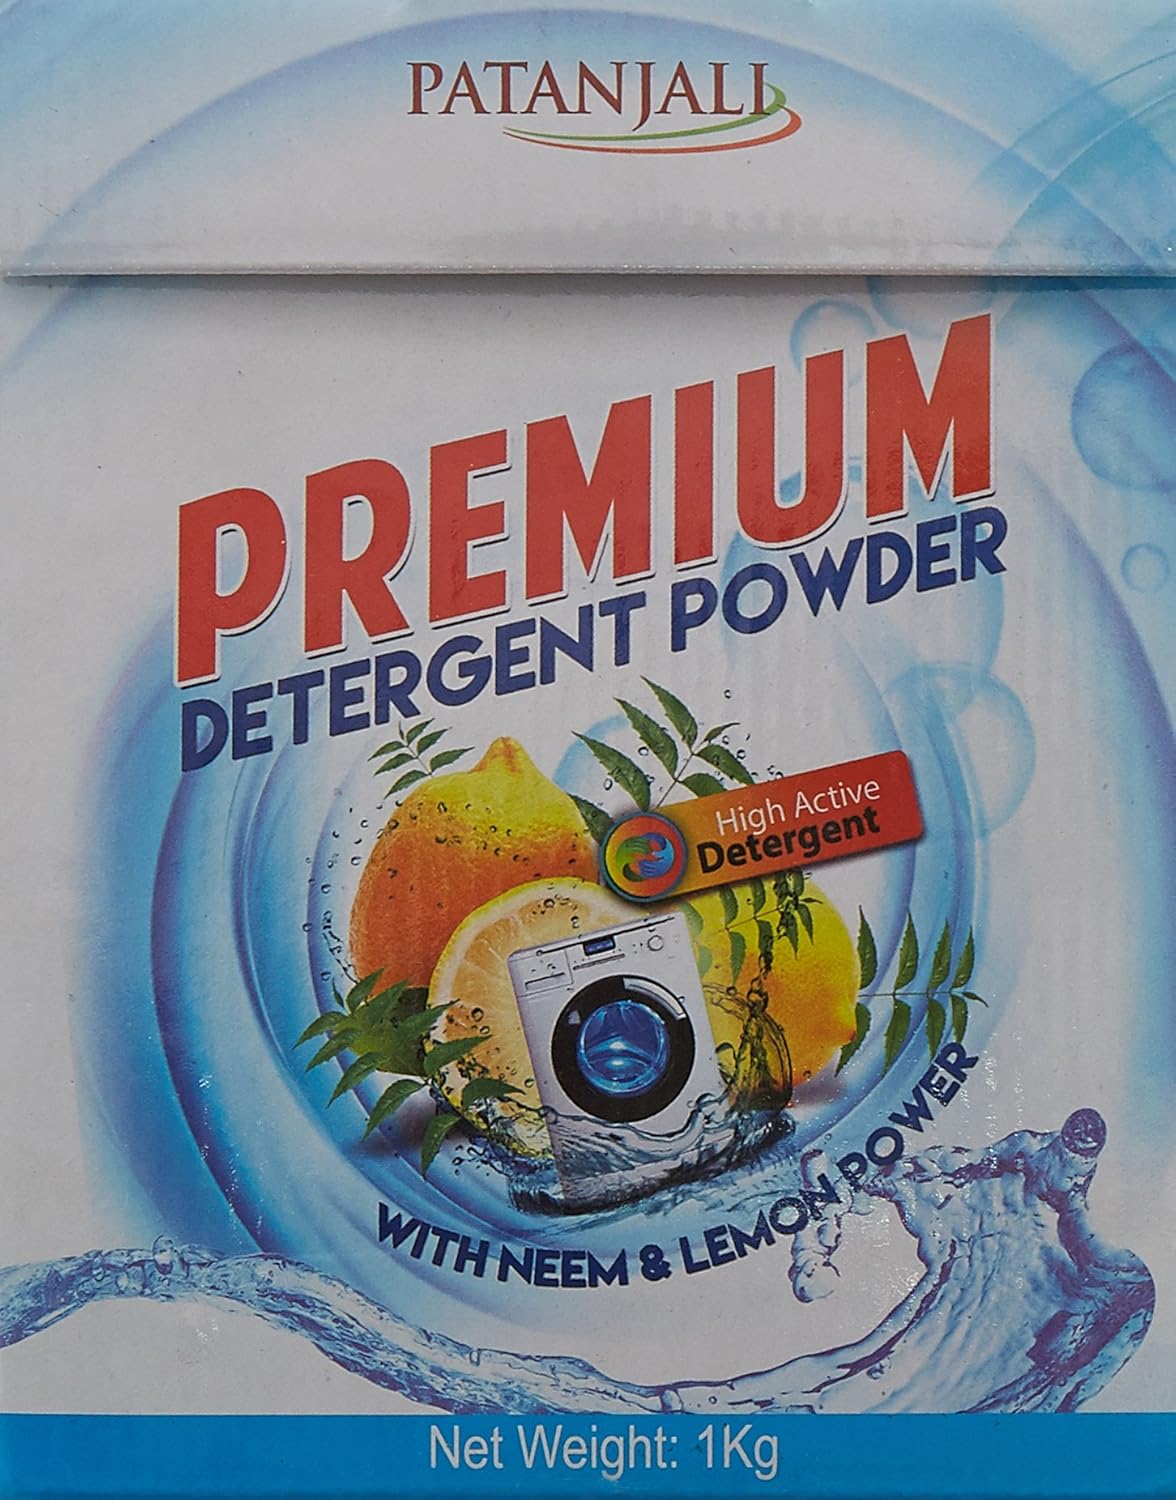 PATANJALI
PREMIUM
DETERGENT POWDER
High Active
Detergent
WITH NEEM & LEMON POWER
Net Weight: 1Kg